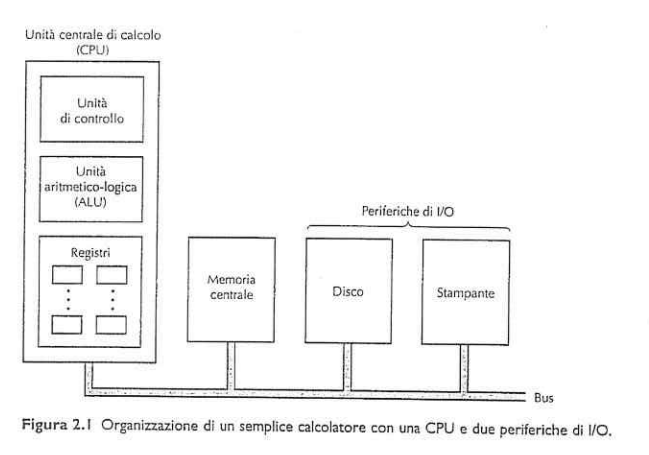 Unità centrale di calcolo
(CPU)
Unità
di controllo
Unità
aritmetico-logica
(ALU)
Registri
Memoria
centrale
Periferiche di I/O
Disco
Stampante
Bus
Figura 2.1 Organizzazione di un semplice calcolatore con una CPU e due periferiche di I/O.